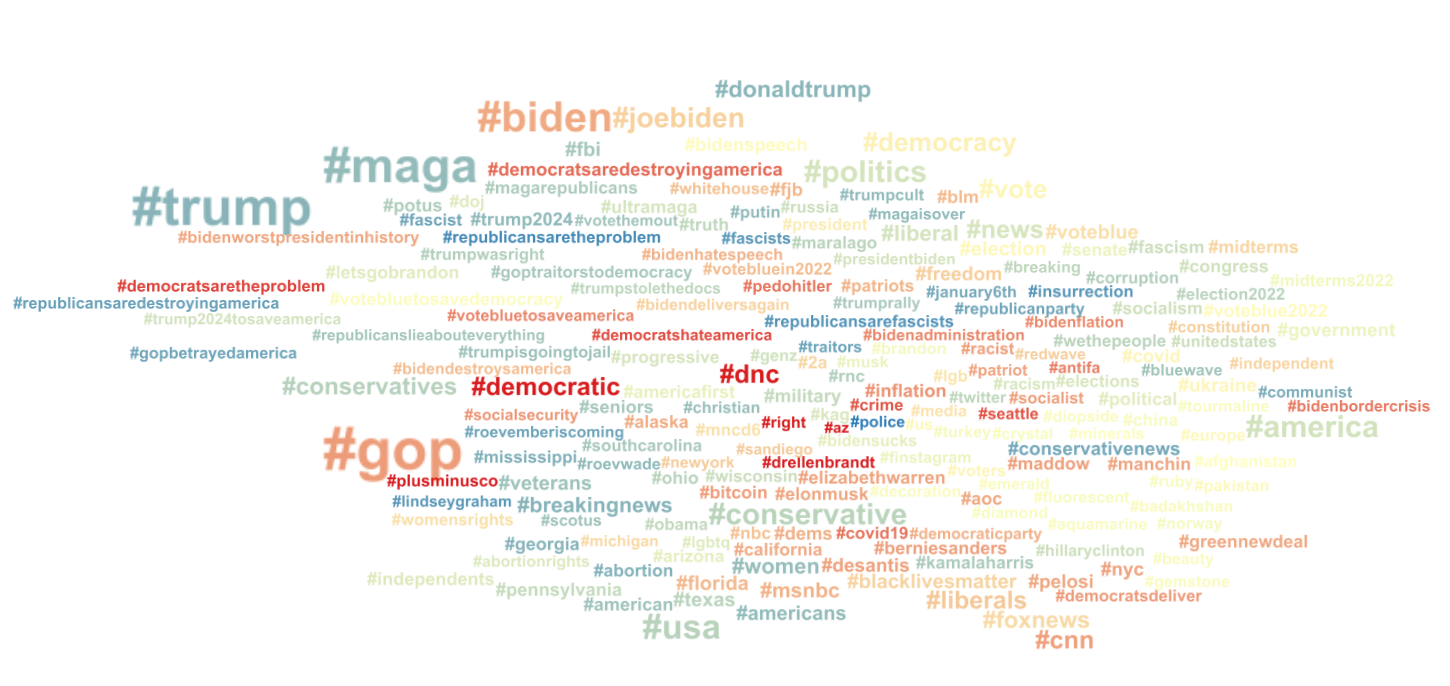 #donaldtrump
#biden #joebiden
#fbi #bidenspeech #democracy
#maga #democratsaredestroyingamerica #politics
#magarepublicans #whitehouse #fjb #trumpcult #blm #vote
#trump #potus #doj #ultramaga #putin #russia #magaisover
#fascist #trump2024 #votethemout #truth #president #liberal #news #voteblue
#bidenworstpresidentinhistory #republicansaretheproblem #fascists #maralago #election #senate #fascism #midterms
#trumpwasright #bidenhatespeech #presidentbiden
#letsgobrandon #goptraitorstodemocracy #votebluein2022 #freedom #breaking #corruption #congress #midterms2022
#democratsaretheproblem #trumpstolethedocs #pedohitler #patriots #january6th #insurrection #election2022
#republicansaredestroyingamerica #votebluetosavedemocracy #bidendeliversagain #trumprally #republicanparty #socialism #voteblue2022
#trump2024tosaveamerica #votebluetosaveamerica #republicansarefascists #bidenflation #constitution #government
#republicanslieabouteverything #democratshateamerica #bidenadministration #wethepeople #unitedstates
#gopbetrayedamerica #trumpisgoingtojail #progressive #genz #traitors #brandon #racist #redwave #covid
#bidendestroysamerica #2a #musk #patriot #antifa #bluewave #independent
#conservatives #democratic #dnc #rnc #lgb #racism #elections #ukraine #communist
#americafirst #military #inflation #twitter #socialist #political #tourmaline #bidenbordercrisis
#socialsecurity #seniors #christian #kag #crime #media #seattle #diopside #china
#alaska #right #az #police #us #america
#gop #roevemberiscoming #mncd6 #bidensucks #turkey #crystal #minerals #europe
#southcarolina #sandiego #conservativenews
#mississippi #roevwade #newyork #drellenbrandt #finstagram #voters #maddow #manchin #afghanistan
#plusminusco #veterans #ohio #wisconsin #elizabethwarren #emerald #ruby #pakistan
#lindseygraham #breakingnews #bitcoin #elonmusk #decoration #aoc #fluorescent #badakhshan
#womensrights #scotus #obama #conservative #diamond #aquamarine #norway
#georgia #michigan #lgbtq #nbc #dems #covid19 #democraticparty #greennewdeal
#abortionrights #arizona #california #berniesanders #hillaryclinton #beauty
#independents #abortion #women #desantis #kamalaharris #nyc
#pennsylvania #florida #msnbc #blacklivesmatter #pelosi #gemstone
#american #texas #americans #liberals #democratsdeliver
#usa #foxnews
#cnn